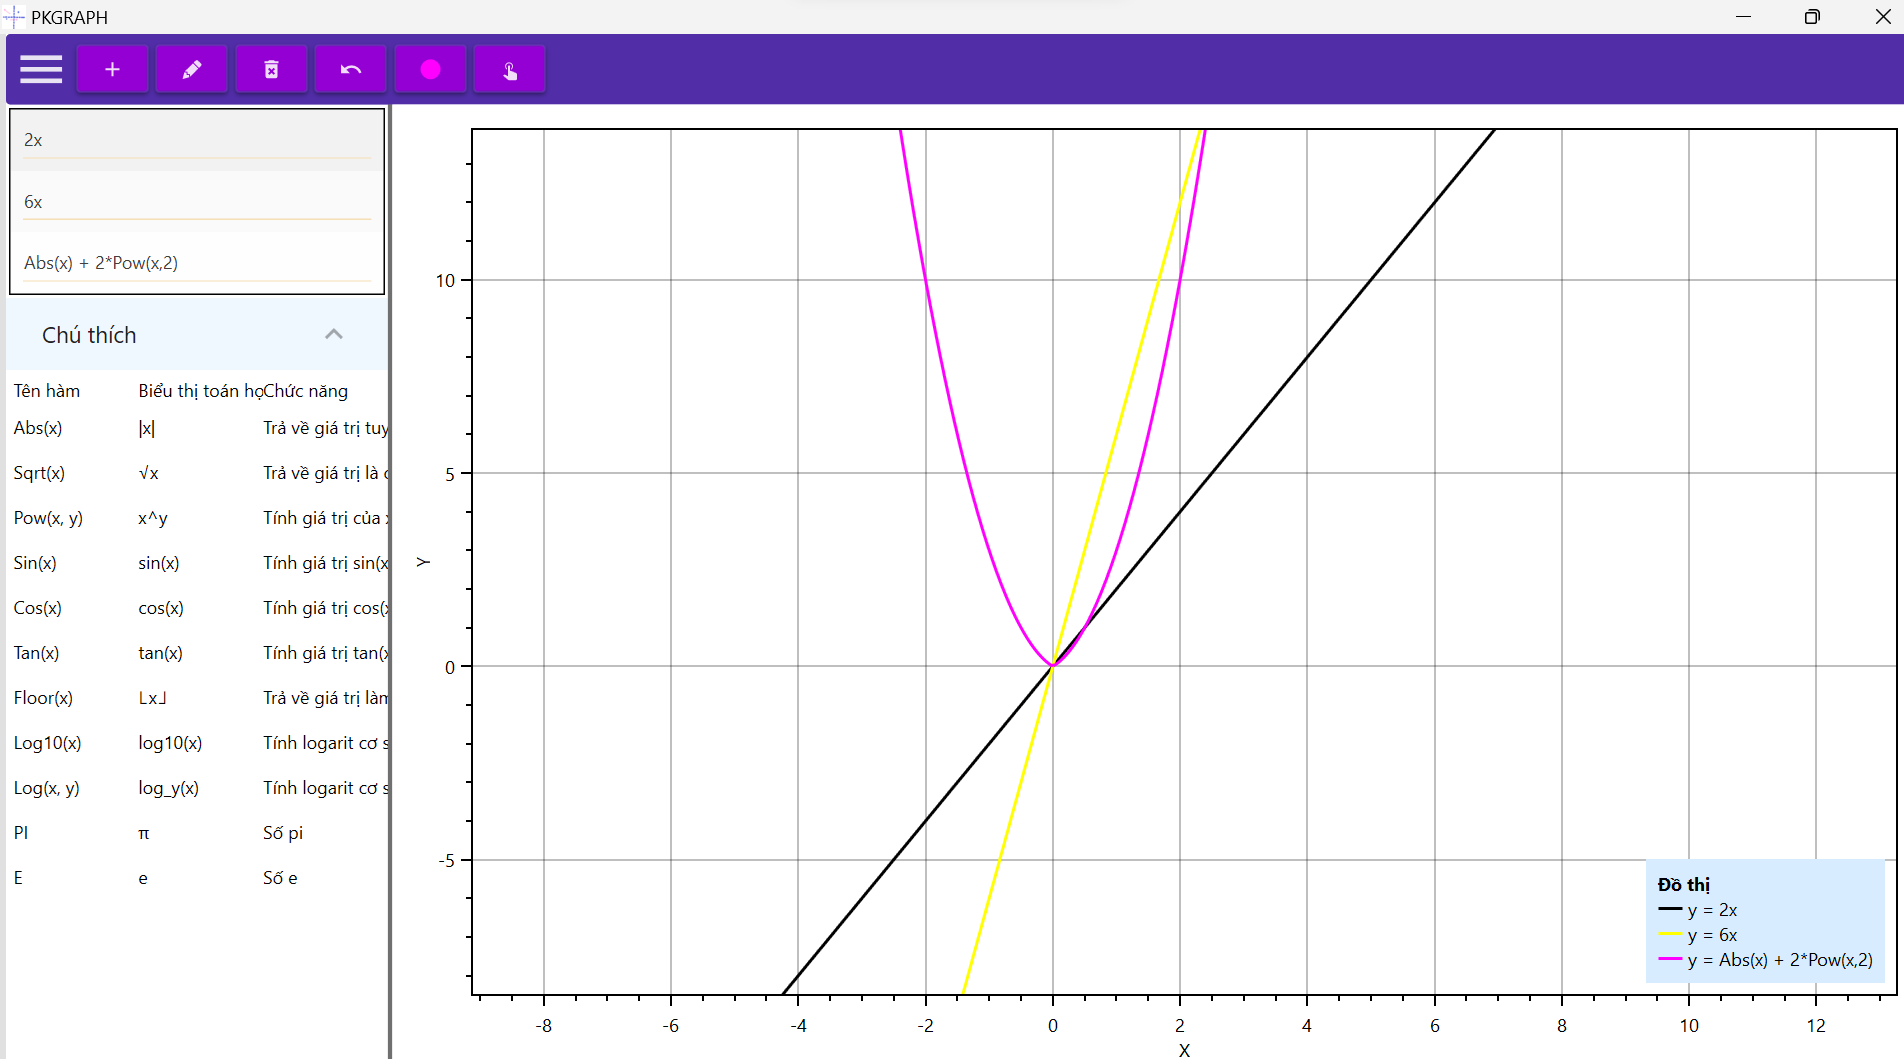 PKGRAPH
2x
6x
Abs(x) + 2*Pow(x,2)
Chú thích
Tên hàm Biểu thị toán họ Chức năng
Abs(x) |x| Trả về giá trị tuy
Sqrt(x) √x Trả về giá trị là c
Pow(x, y) x^y Tính giá trị của x
Sin(x) sin(x) Tính giá trị sin(x
Cos(x) cos(x) Tính giá trị cos(x
Tan(x) tan(x) Tính giá trị tan(x
Floor(x) ⌊x⌋ Trả về giá trị làm
Log10(x) log10(x) Tính logarit cơ s
Log(x, y) log_y(x) Tính logarit cơ s
PI π Số pi
E e Số e
10
5
0
-5
Y
-8 -6 -4 -2 0 2 4 6 8 10 12
X
Đồ thị
y = 2x
y = 6x
y = Abs(x) + 2*Pow(x,2)